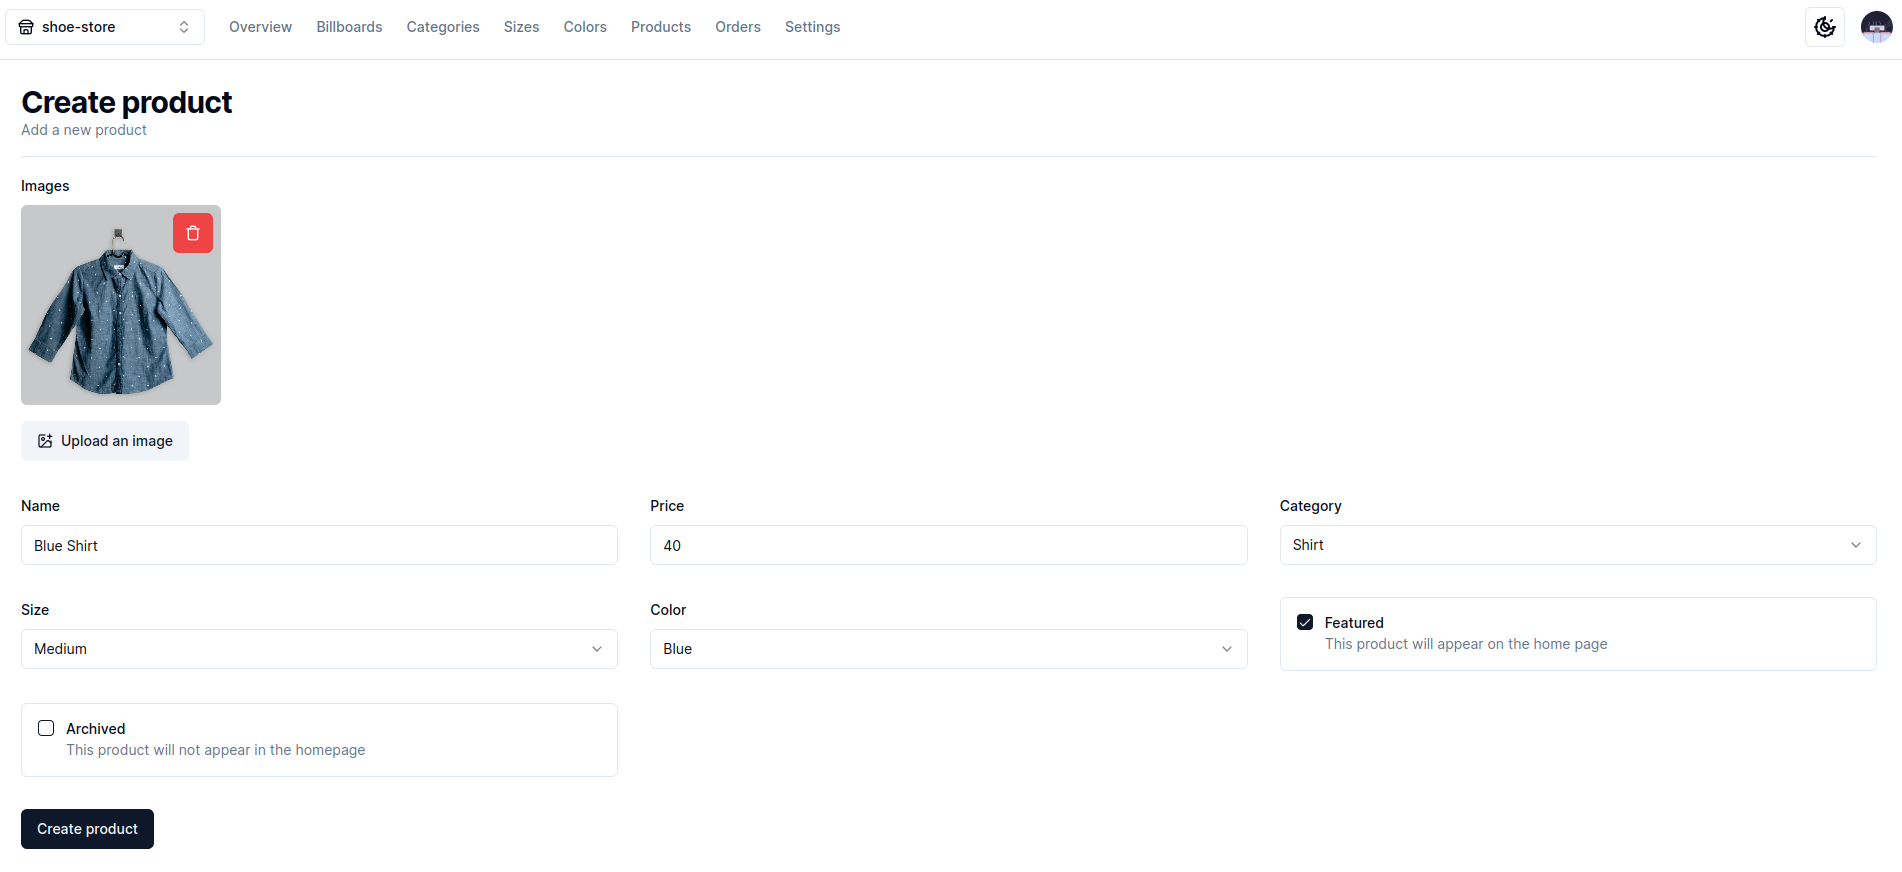 shoe-store
Overview
Billboards
Categories
Sizes
Colors
Products
Orders
Settings
Create product
Add a new product
Images
Upload an image
Name
Price
Category
Blue Shirt
40
Shirt
Size
Color
Medium
Blue
Featured
This product will appear on the home page
Archived
This product will not appear in the homepage
Create product